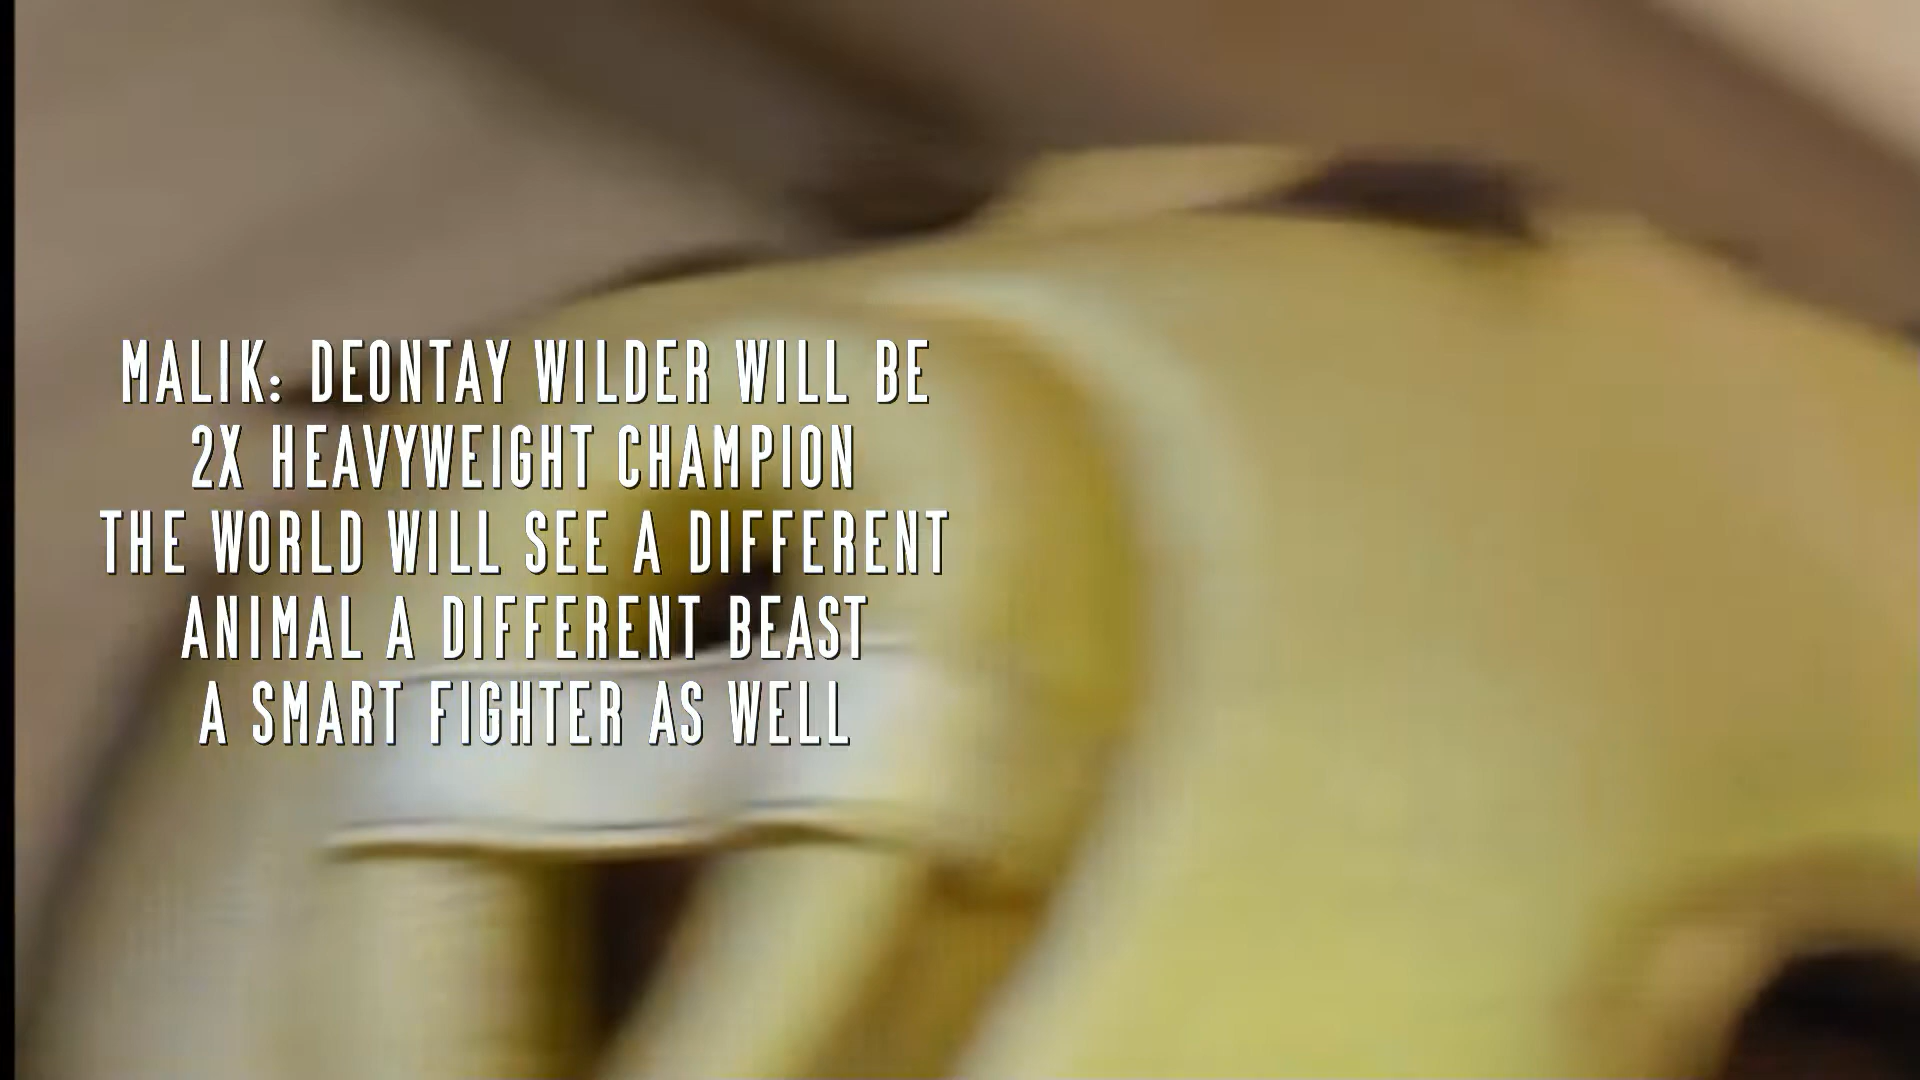 MALIK: DEONTAY WILDER WILL BE
2X HEAVYWEIGHT CHAMPION
THE WORLD WILL SEE A DIFFERENT
ANIMAL A DIFFERENT BEAST
A SMART FIGHTER AS WELL